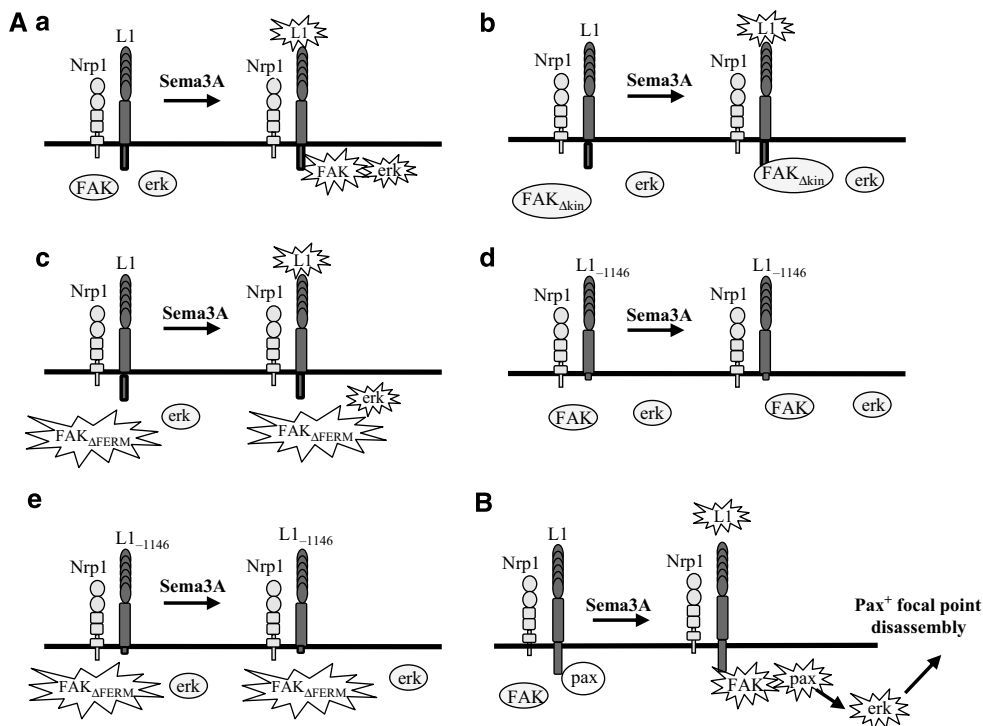 A a
L1
Nrp1
Sema3A
FAK
erk
L1
Nrp1
FAK
erk
b
L1
Nrp1
Sema3A
FAKΔkin
erk
L1
Nrp1
FAKΔkin
erk
c
L1
Nrp1
Sema3A
FAKΔFERM
erk
L1
Nrp1
erk
FAKΔFERM
d
L1–1146
Nrp1
Sema3A
FAK
erk
L1–1146
Nrp1
FAK
erk
e
L1–1146
Nrp1
Sema3A
FAKΔFERM
erk
L1–1146
Nrp1
FAKΔFERM
erk
B
L1
Nrp1
Sema3A
FAK
pax
L1
Nrp1
FAK
pax
erk
Pax+ focal point
disassembly